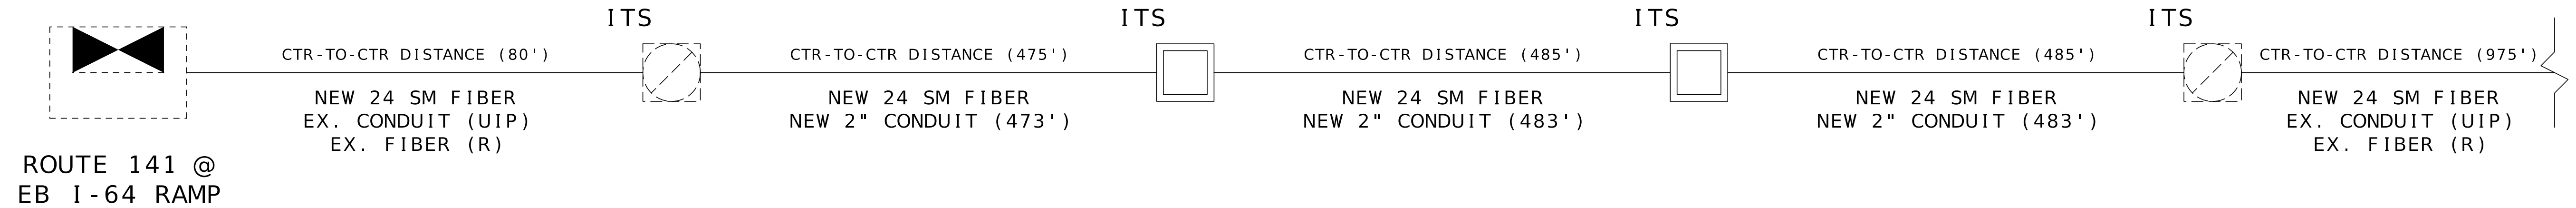 ITS
ITS
ITS
ITS
CTR-TO-CTR DISTANCE (80')
CTR-TO-CTR DISTANCE (475')
CTR-TO-CTR DISTANCE (485')
CTR-TO-CTR DISTANCE (485')
CTR-TO-CTR DISTANCE (975')
NEW 24 SM FIBER
EX. CONDUIT (UIP)
EX. FIBER (R)
NEW 24 SM FIBER
NEW 2" CONDUIT (473')
NEW 24 SM FIBER
NEW 2" CONDUIT (483')
NEW 24 SM FIBER
NEW 2" CONDUIT (483')
NEW 24 SM FIBER
EX. CONDUIT (UIP)
EX. FIBER (R)
ROUTE 141 @
EB I-64 RAMP